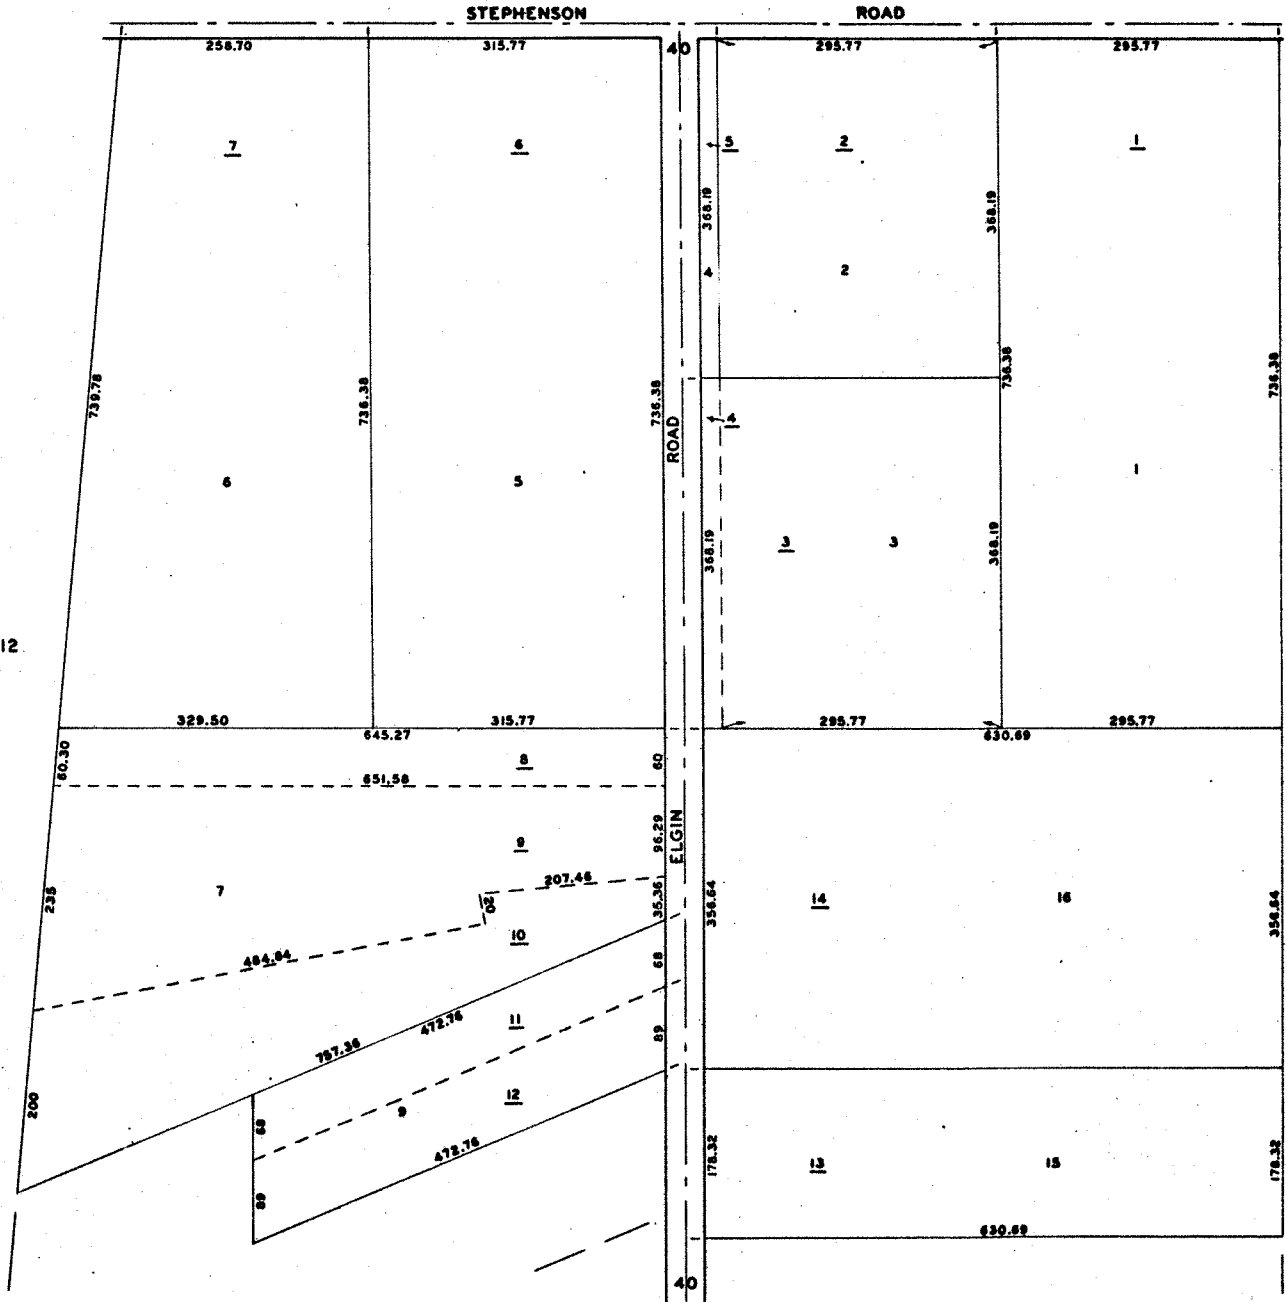 STEPHENSON ROAD
258.70 315.77 40 295.77 295.77
7 6 5 2 1
368.19 368.19
4 2
739.78 736.38 736.38 ROAD 736.38 736.38
4
6 5 1
368.19 3 3 368.19
12
329.50 315.77 295.77 295.77
645.27 630.69
60.30 8 60
651.58
9 96.29 ELGIN
207.46
235 7 120 36.36 356.64 14 16 356.64
10
484.84 68
472.76 11 89
757.36
200 68 9 12
472.76 178.32 13 15 178.32
89
630.69
40